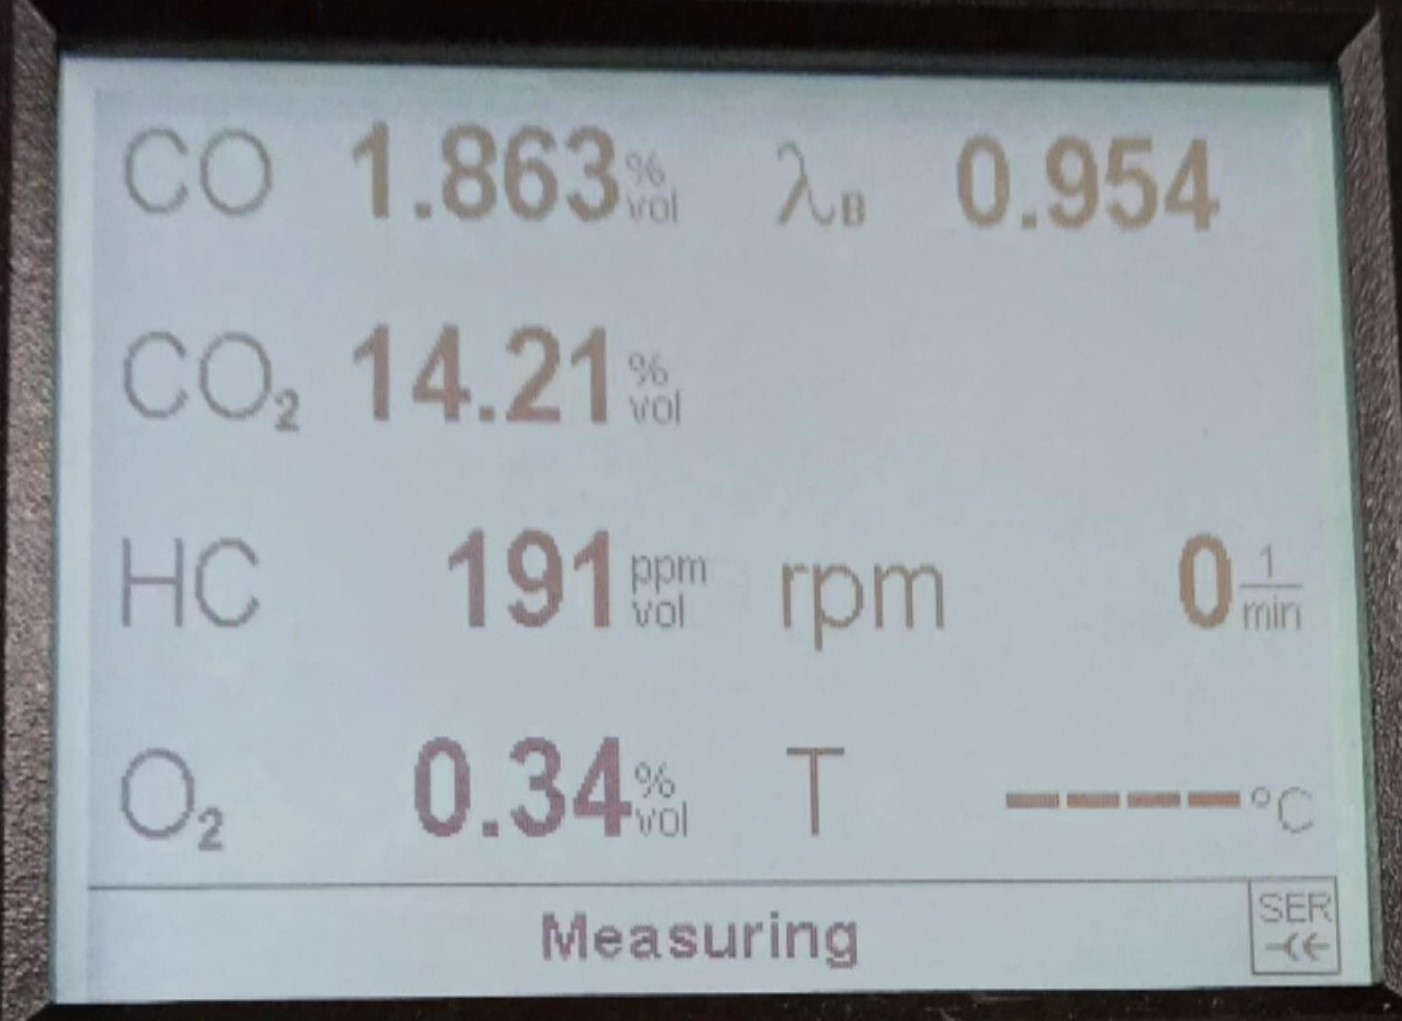 CO 1.863 % vol λB 0.954
CO₂ 14.21 % vol
HC 191 ppm vol rpm 0 1/min
O₂ 0.34 % vol T ---- °C
Measuring SER